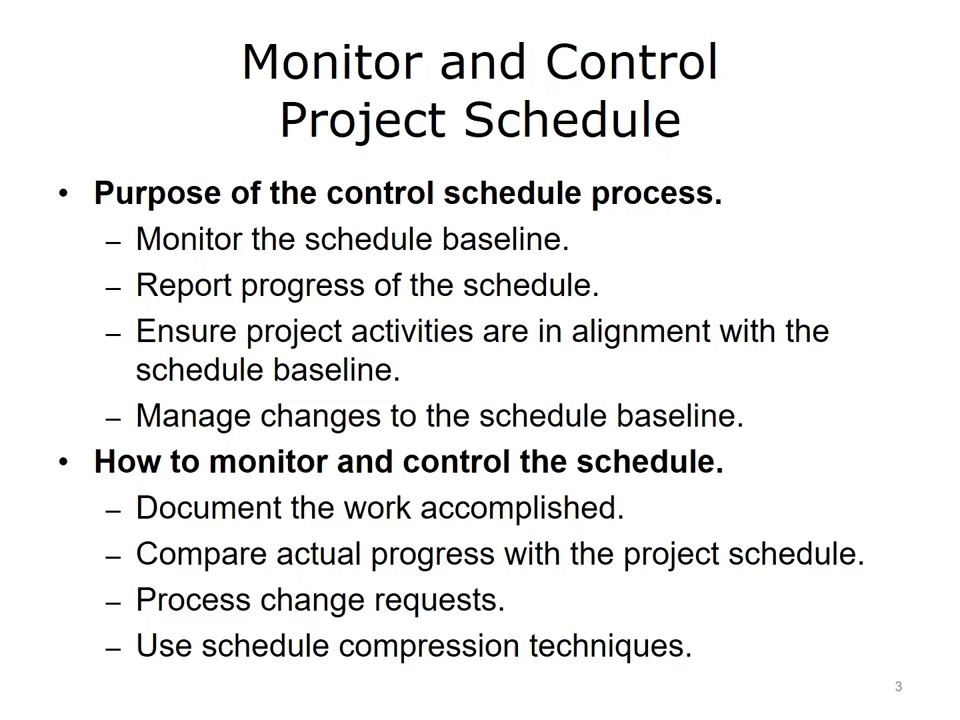 Monitor and Control
Project Schedule
• Purpose of the control schedule process.
– Monitor the schedule baseline.
– Report progress of the schedule.
– Ensure project activities are in alignment with the
schedule baseline.
– Manage changes to the schedule baseline.
• How to monitor and control the schedule.
– Document the work accomplished.
– Compare actual progress with the project schedule.
– Process change requests.
– Use schedule compression techniques.
3